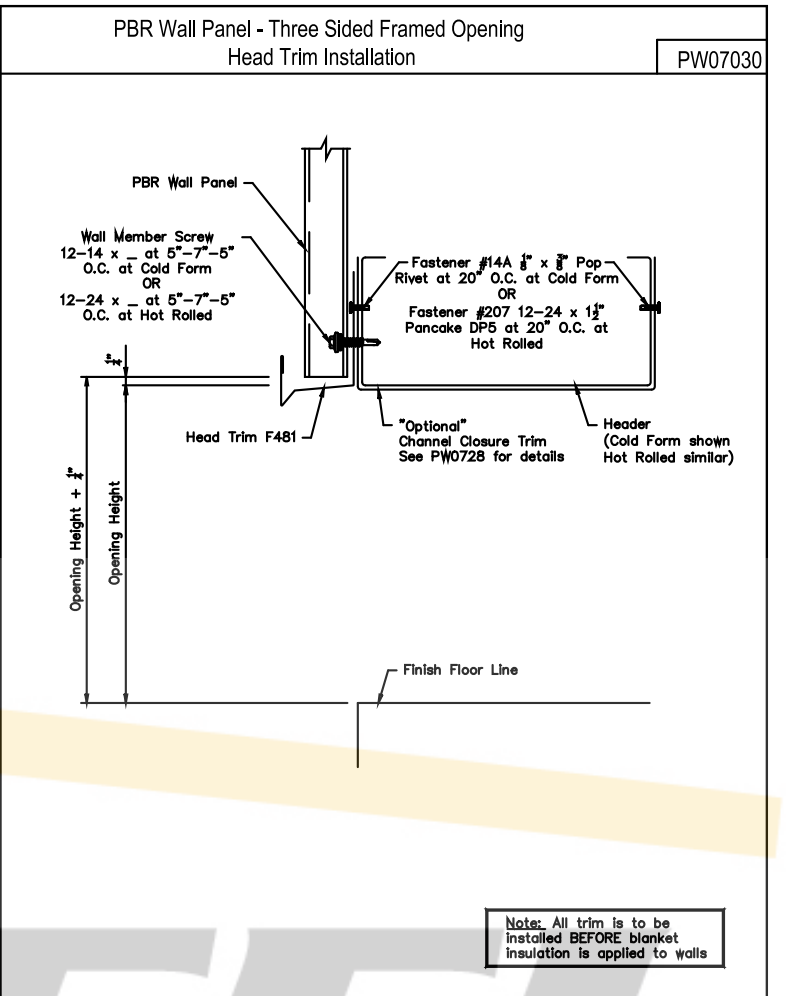 PBR Wall Panel - Three Sided Framed Opening
Head Trim Installation
PW07030
PBR Wall Panel
Wall Member Screw
12-14 x _ at 5"-7"-5"
O.C. at Cold Form
OR
12-24 x _ at 5"-7"-5"
O.C. at Hot Rolled
Fastener #14A 1/8" x 3/8" Pop
Rivet at 20" O.C. at Cold Form
OR
Fastener #207 12-24 x 1 1/2"
Pancake DP5 at 20" O.C. at
Hot Rolled
1/4"
Head Trim F481
"Optional"
Channel Closure Trim
See PW0728 for details
Header
(Cold Form shown
Hot Rolled similar)
Opening Height + 1/4"
Opening Height
Finish Floor Line
Note: All trim is to be
installed BEFORE blanket
insulation is applied to walls